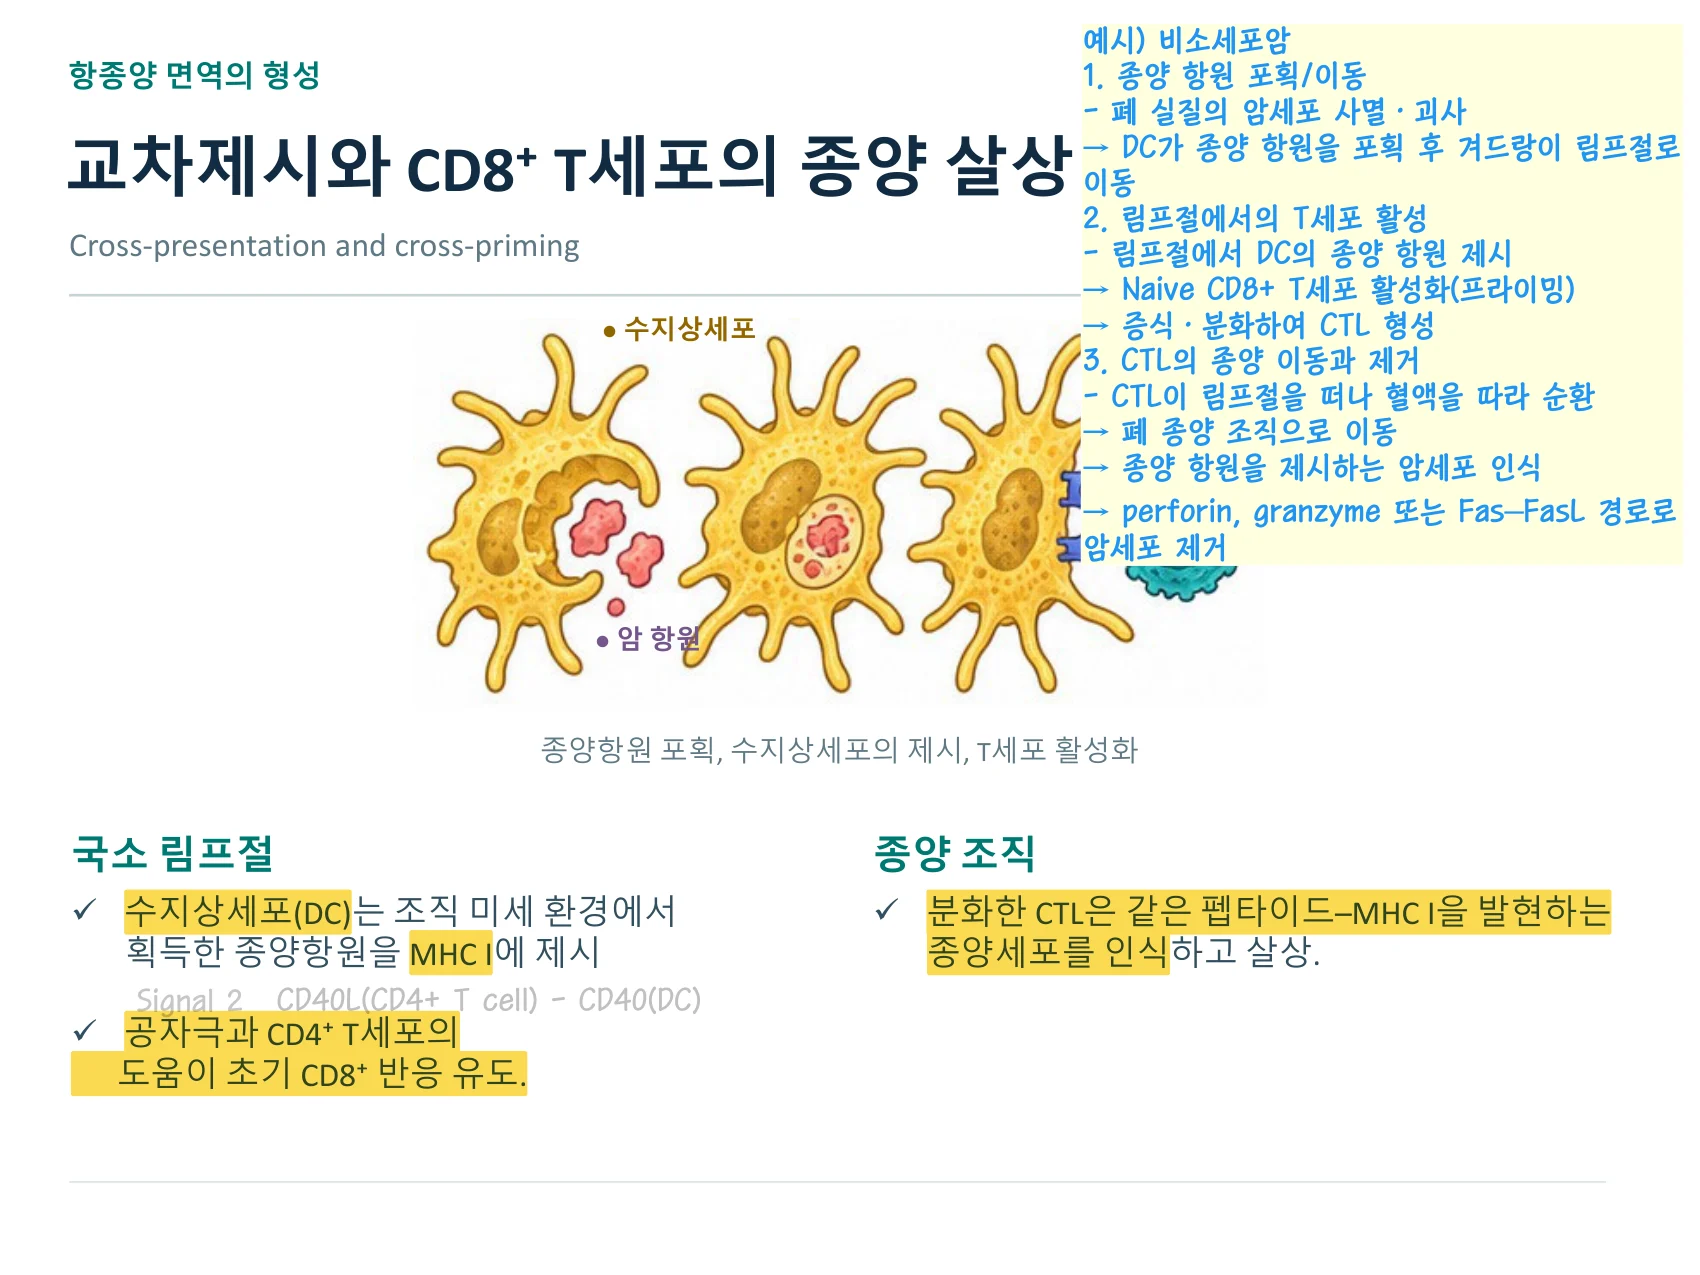 항종양 면역의 형성
교차제시와 CD8⁺ T세포의 종양 살상
Cross-presentation and cross-priming
예시) 비소세포암
1. 종양 항원 포획/이동
- 폐 실질의 암세포 사멸·괴사
→ DC가 종양 항원을 포획 후 겨드랑이 림프절로
이동
2. 림프절에서의 T세포 활성
- 림프절에서 DC의 종양 항원 제시
→ Naive CD8+ T세포 활성화(프라이밍)
→ 증식·분화하여 CTL 형성
3. CTL의 종양 이동과 제거
- CTL이 림프절을 떠나 혈액을 따라 순환
→ 폐 종양 조직으로 이동
→ 종양 항원을 제시하는 암세포 인식
→ perforin, granzyme 또는 Fas–FasL 경로로
암세포 제거
● 수지상세포
● 암 항원
종양항원 포획, 수지상세포의 제시, T세포 활성화
국소 림프절
✓ 수지상세포(DC)는 조직 미세 환경에서
획득한 종양항원을 MHC I에 제시
Signal 2 CD40L(CD4+ T cell) - CD40(DC)
✓ 공자극과 CD4⁺ T세포의
도움이 초기 CD8⁺ 반응 유도.
종양 조직
✓ 분화한 CTL은 같은 펩타이드–MHC I을 발현하는
종양세포를 인식하고 살상.